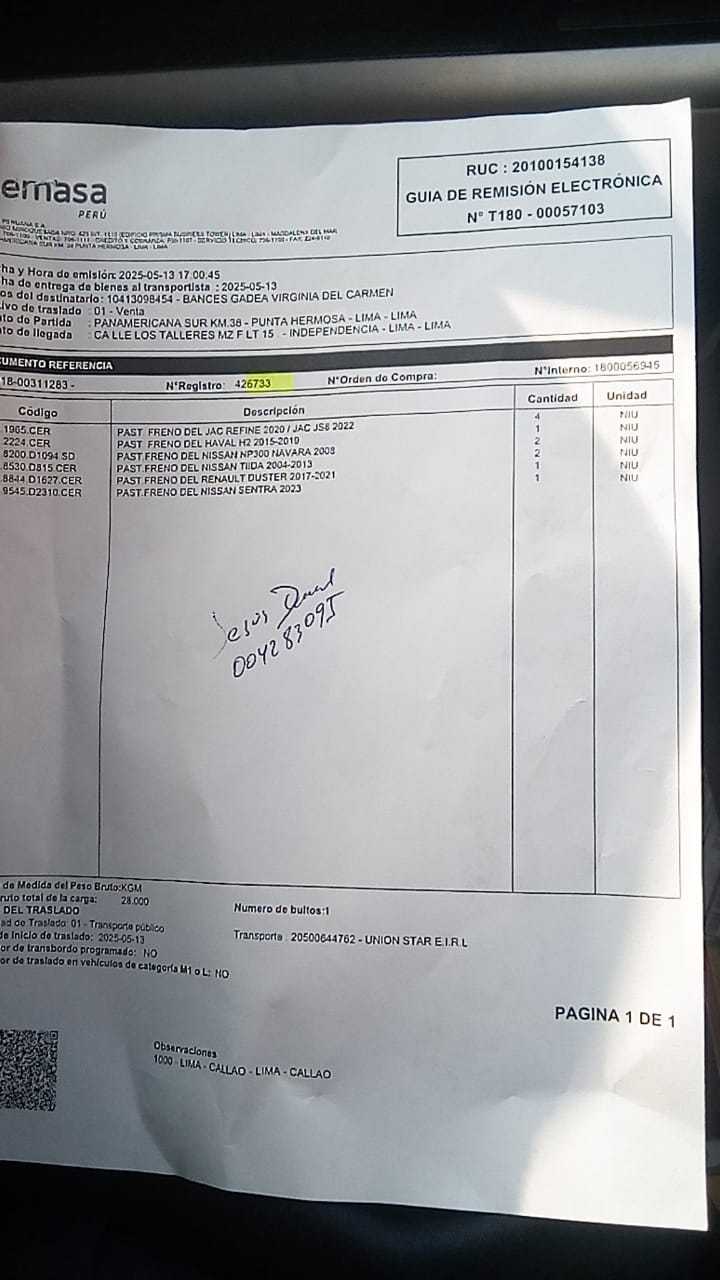 emasa
PERÚ
RUC : 20100154138
GUIA DE REMISIÓN ELECTRÓNICA
N° T180 - 00057103
ha y Hora de emisión: 2025-05-13 17:00:45
ha de entrega de bienes al transportista : 2025-05-13
os del destinatario: 10413098454 - BANCES GADEA VIRGINIA DEL CARMEN
ivo de traslado : 01 - Venta
nto de Partida : PANAMERICANA SUR KM.38 - PUNTA HERMOSA - LIMA - LIMA
nto de llegada : CALLE LOS TALLERES MZ F LT 15 - INDEPENDENCIA - LIMA - LIMA
CUMENTO REFERENCIA
18-00311283 - N°Registro: 426733 N°Orden de Compra: N°Interno: 1800056945
Código Descripción Cantidad Unidad
1965.CER PAST. FRENO DEL JAC REFINE 2020 / JAC JS8 2022 4 NIU
2224.CER PAST. FRENO DEL HAVAL H2 2015-2019 1 NIU
8200.D1094.SD PAST.FRENO DEL NISSAN NP300 NAVARA 2008 2 NIU
8530.D815.CER PAST.FRENO DEL NISSAN TIIDA 2004-2013 2 NIU
8844.D1627.CER PAST.FRENO DEL RENAULT DUSTER 2017-2021 1 NIU
9545.D2310.CER PAST.FRENO DEL NISSAN SENTRA 2023 1 NIU
Jesus
004283095
de Medida del Peso Bruto:KGM
ruto total de la carga: 28.000 Numero de bultos:1
DEL TRASLADO
ad de Traslado: 01 - Transporte público
de Inicio de traslado: 2025-05-13 Transporte : 20500644762 - UNION STAR E.I.R.L
or de transbordo programado: NO
or de traslado en vehículos de categoría M1 o L: NO
PAGINA 1 DE 1
Observaciones
1000 - LIMA - CALLAO - LIMA - CALLAO